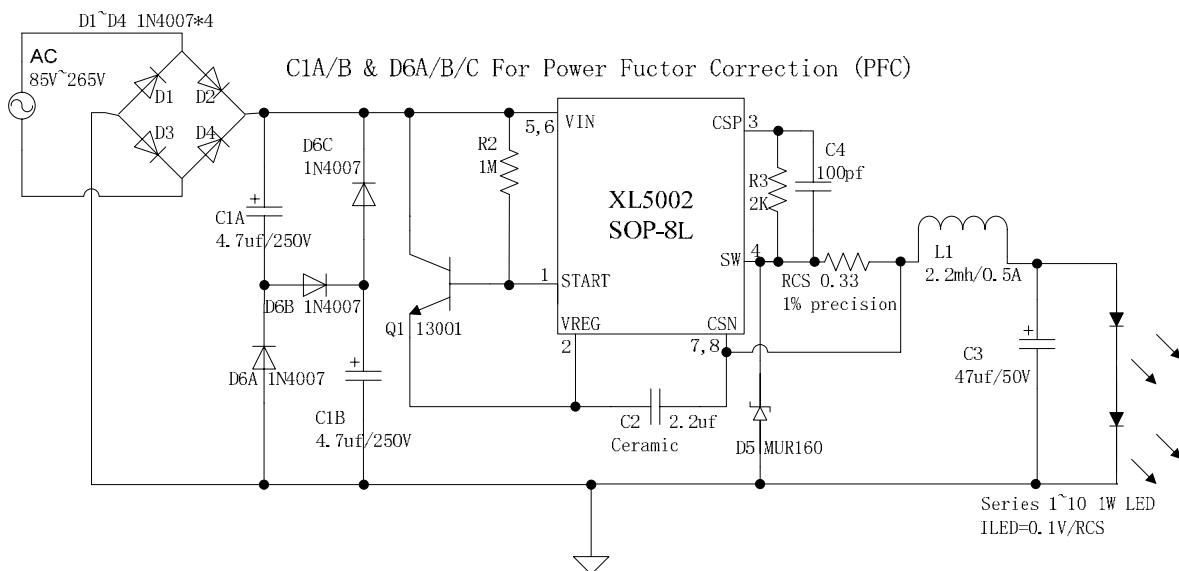 D1~D4 1N4007*4
AC
85V~265V
D1
D2
D3
D4
C1A/B & D6A/B/C For Power Fuctor Correction (PFC)
D6C
1N4007
R2
1M
5,6
VIN
CSP
3
C4
100pf
R3
2K
XL5002
SOP-8L
C1A
4.7uf/250V
SW
4
L1
2.2mh/0.5A
RCS 0.33
1% precision
1
START
D6B 1N4007
Q1 13001
VREG
2
CSN
7,8
D6A 1N4007
C3
47uf/50V
C1B
4.7uf/250V
C2
2.2uf
Ceramic
D5 MUR160
Series 1~10 1W LED
ILED=0.1V/RCS
+
+
+